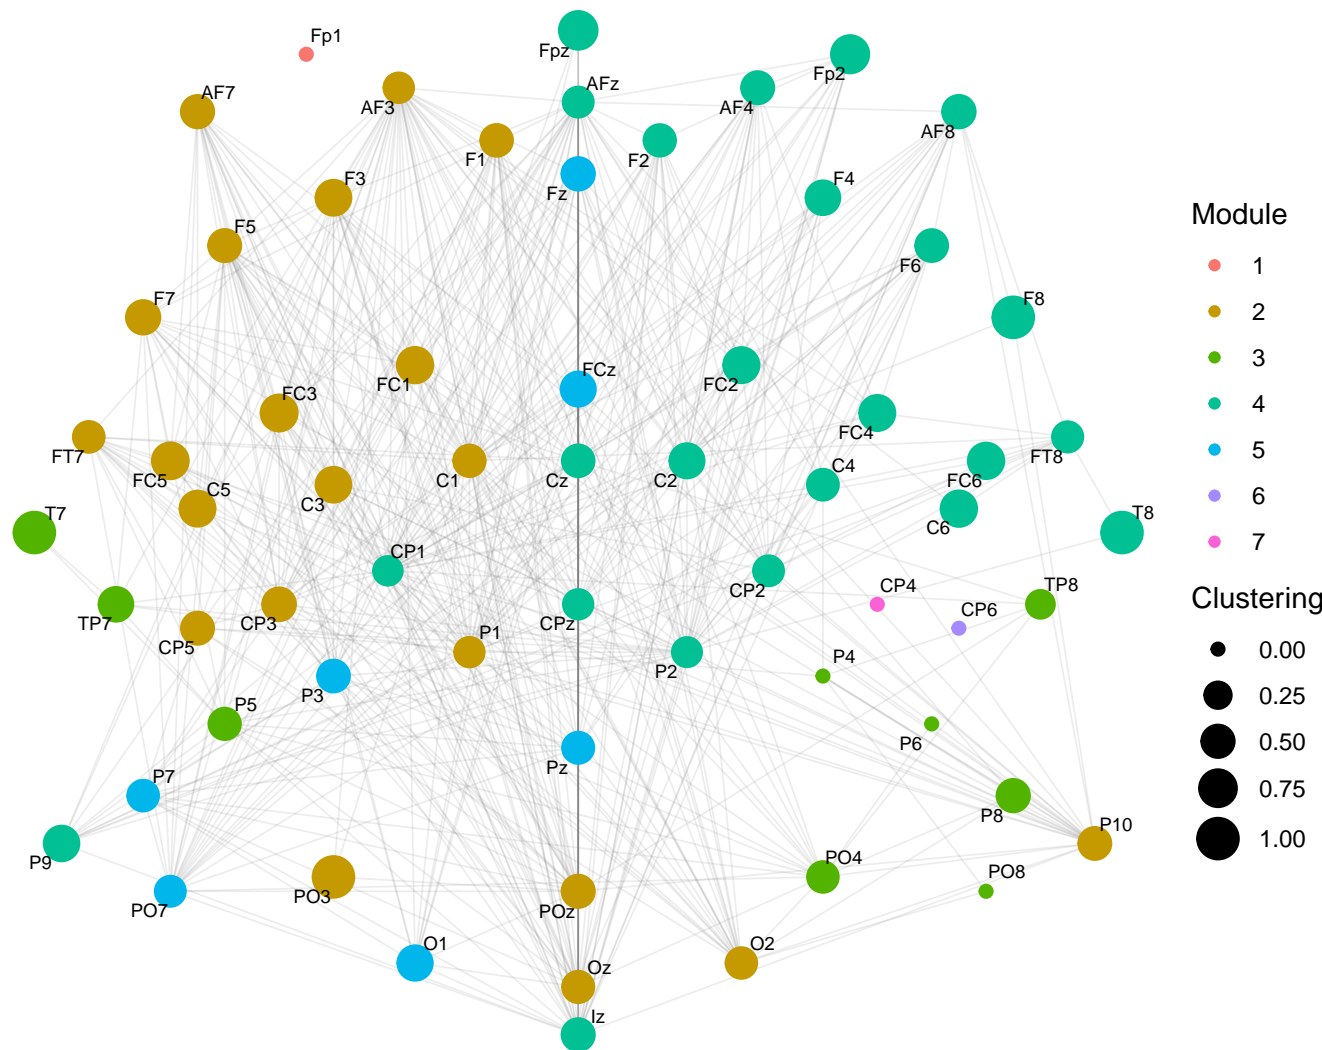 Fp1
Fpz
Fp2
AF7
AF3
AFz
AF4
AF8
F1
F2
F3
Fz
F4
F5
F6
F7
F8
FC1
FCz
FC2
FC3
FC4
FT7
FC5
C5
C3
C1
Cz
C2
C4
FC6
FT8
C6
T7
T8
CP1
CP2
TP7
CP5
CP3
CPz
CP4
CP6
TP8
P1
P2
P3
P4
P5
P6
Pz
P7
P8
P9
P10
PO7
PO3
POz
PO4
PO8
O1
Oz
O2
Iz
Module
1
2
3
4
5
6
7
Clustering
0.00
0.25
0.50
0.75
1.00